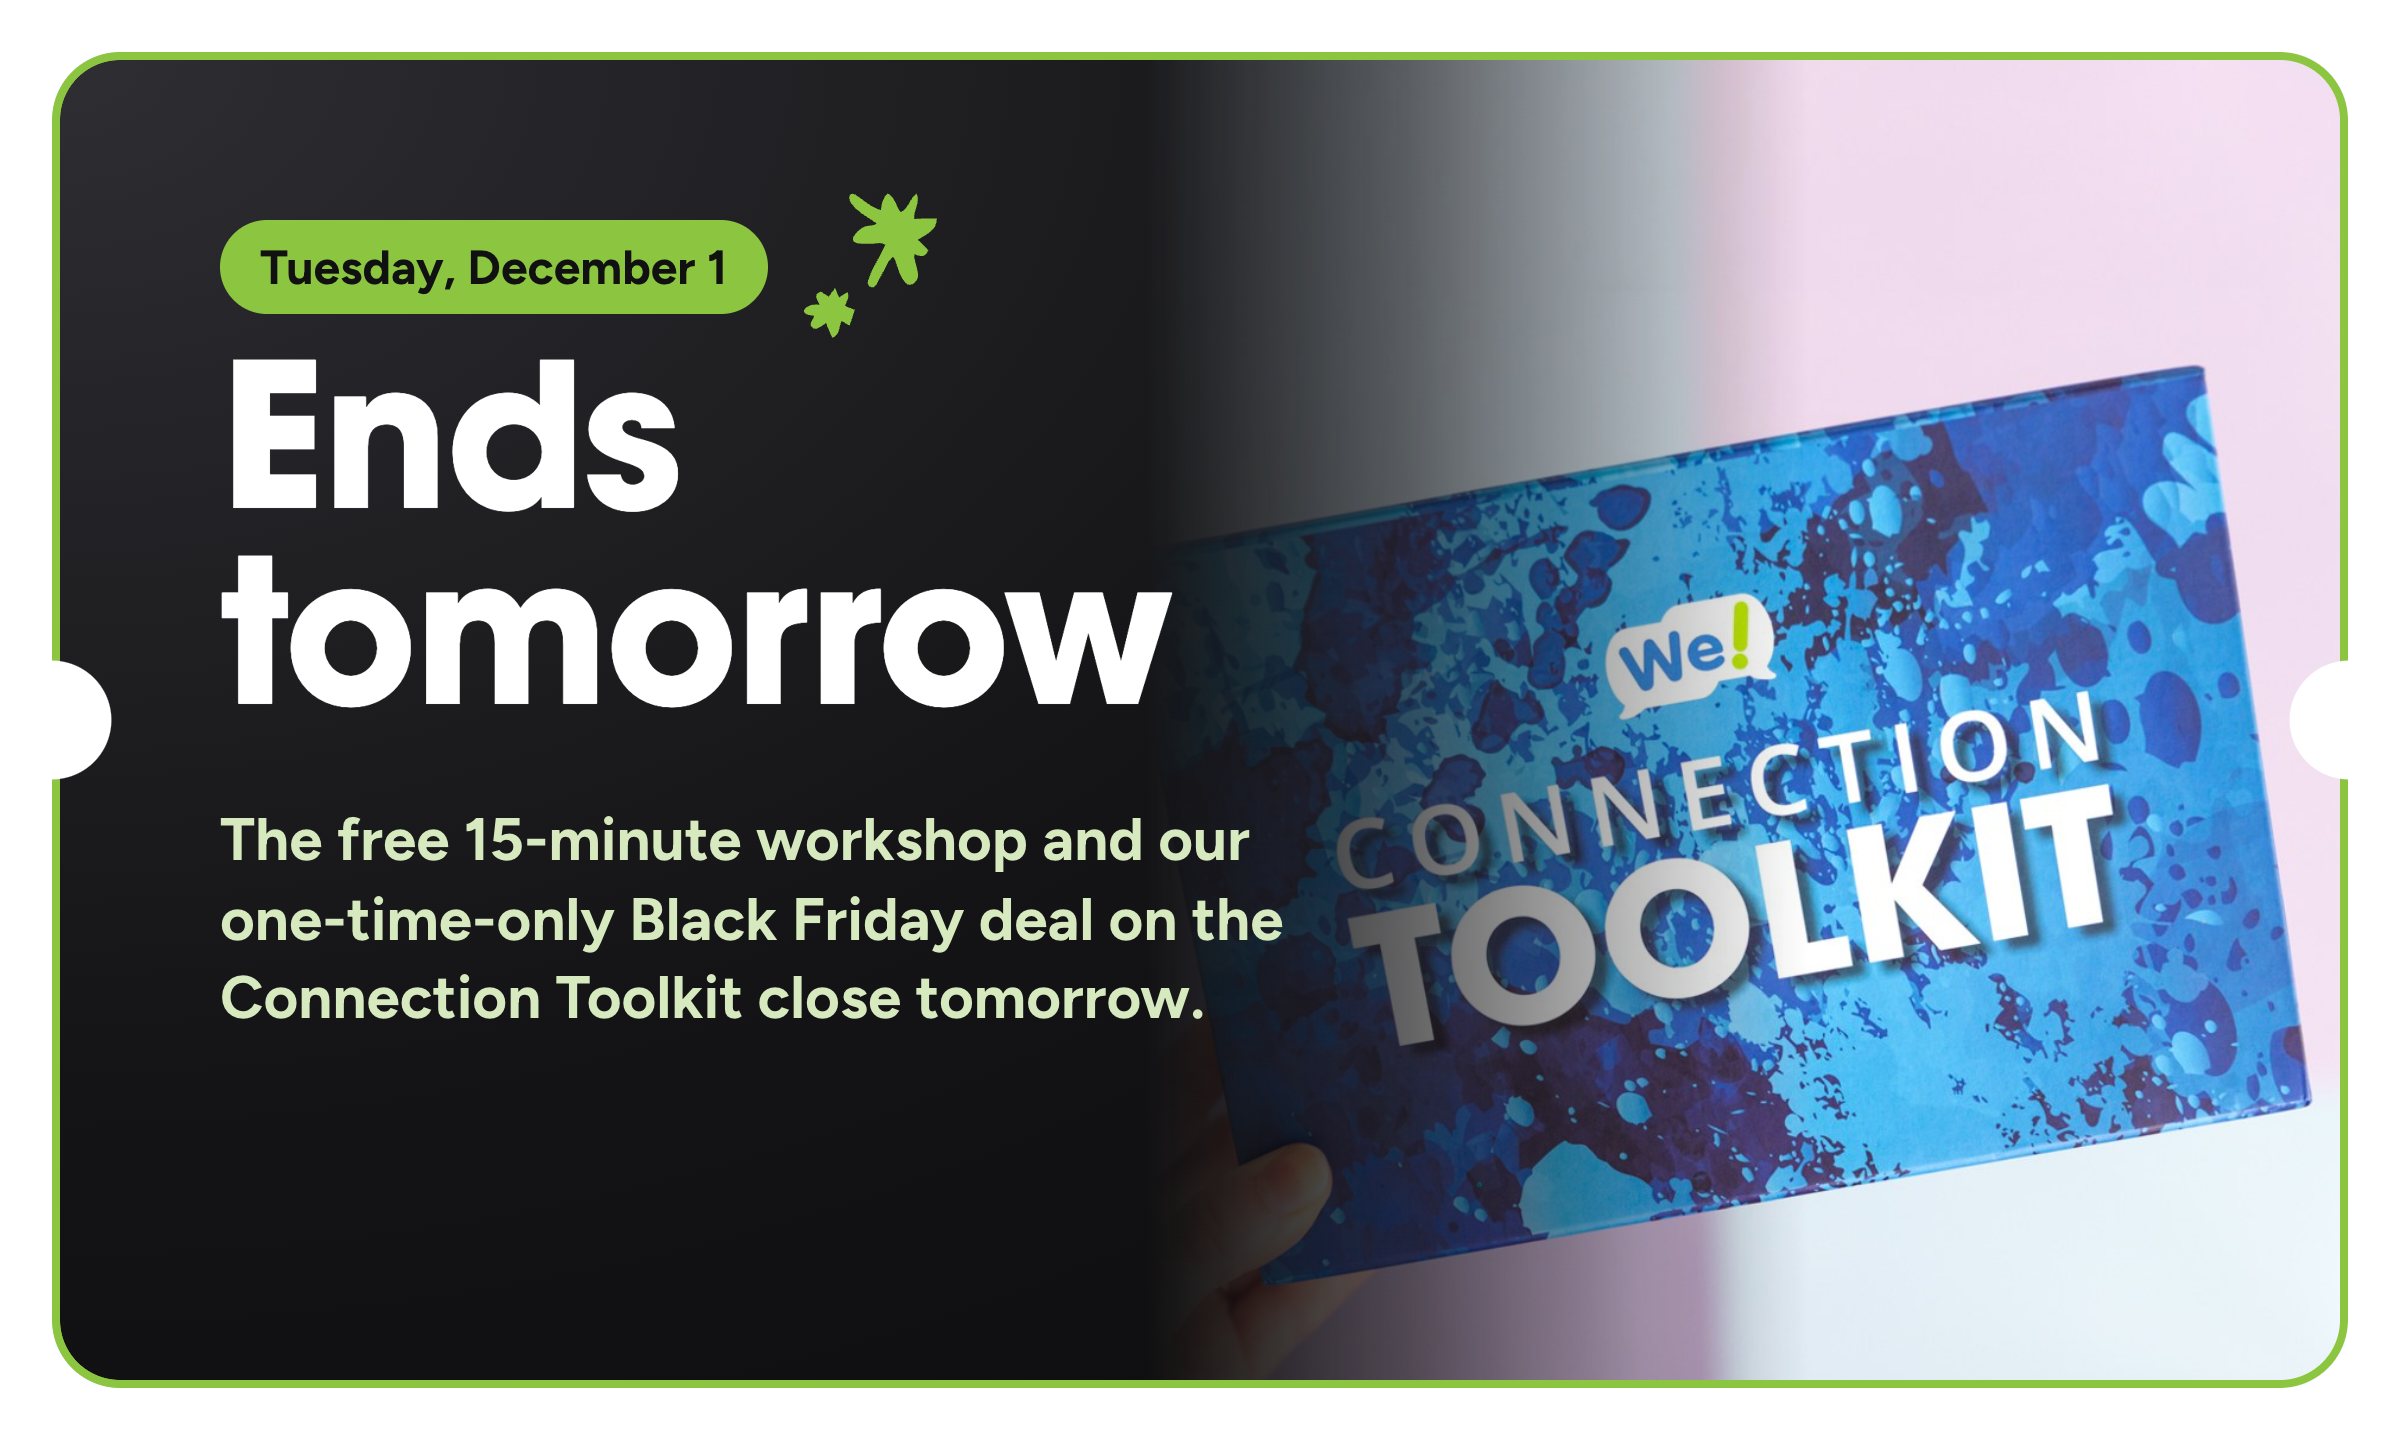 Tuesday, December 1
Ends
tomorrow
The free 15-minute workshop and our
one-time-only Black Friday deal on the
Connection Toolkit close tomorrow.
We!
CONNECTION
TOOLKIT